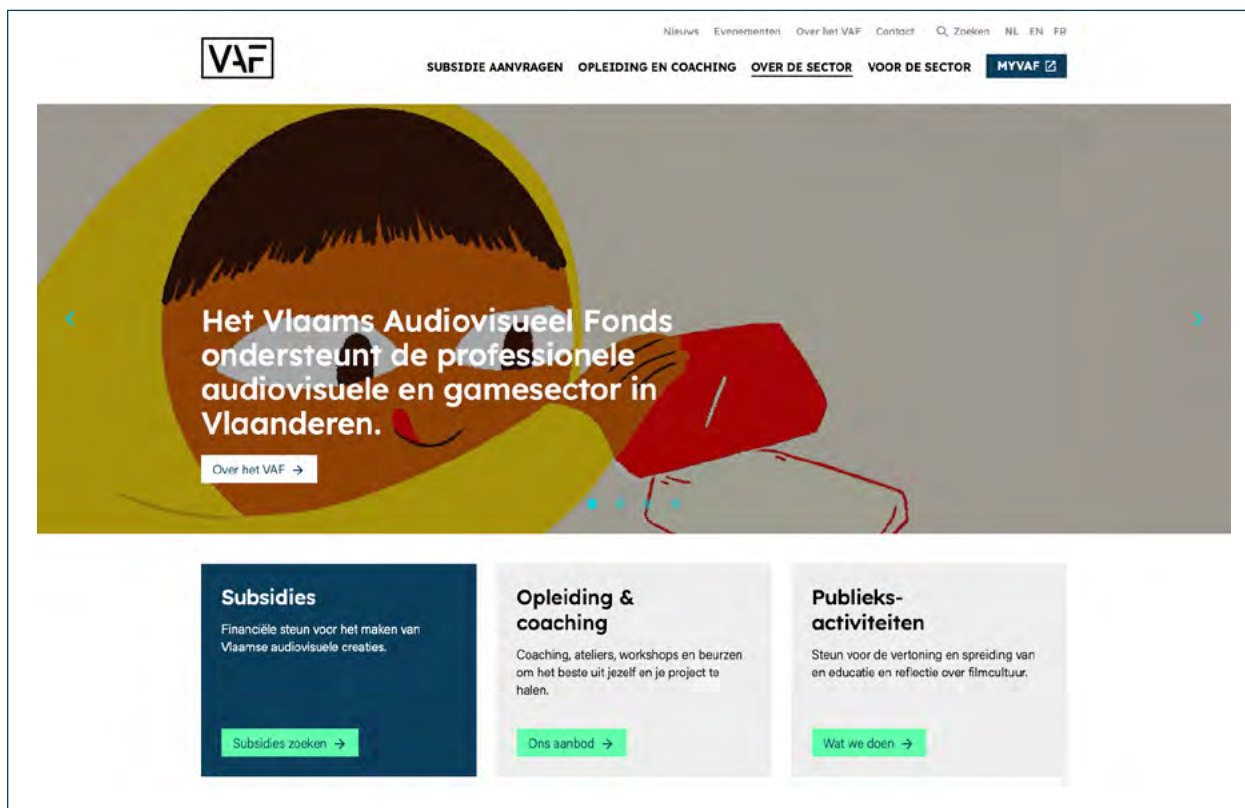 Nieuws Evenementen Over het VAF Contact Zoeken NL EN FR
VAF
SUBSIDIE AANVRAGEN OPLEIDING EN COACHING OVER DE SECTOR VOOR DE SECTOR MYVAF
Het Vlaams Audiovisueel Fonds
ondersteunt de professionele
audiovisuele en gamesector in
Vlaanderen.
Over het VAF →
Subsidies
Financiële steun voor het maken van
Vlaamse audiovisuele creaties.
Subsidies zoeken →
Opleiding &
coaching
Coaching, ateliers, workshops en beurzen
om het beste uit jezelf en je project te
halen.
Ons aanbod →
Publieks-
activiteiten
Steun voor de vertoning en spreiding van
en educatie en reflectie over filmcultuur.
Wat we doen →